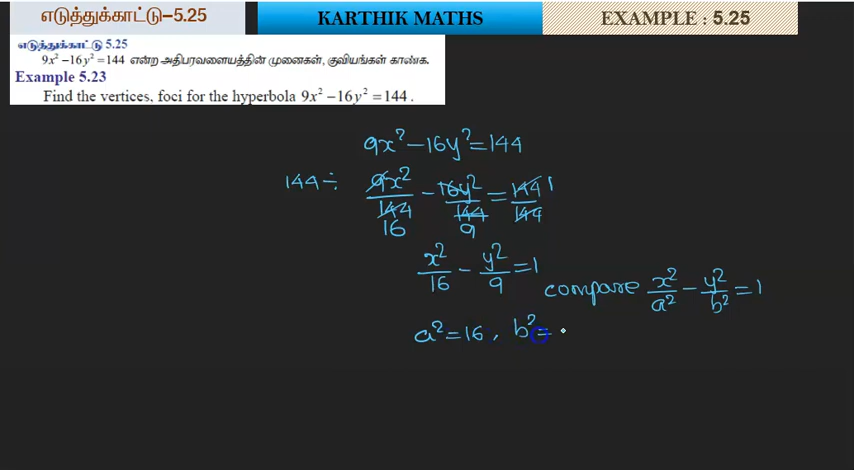 எடுத்துக்காட்டு–5.25
KARTHIK MATHS
EXAMPLE : 5.25
எடுத்துக்காட்டு 5.25
9x² −16y² =144 என்ற அதிபரவளையத்தின் முனைகள், குவியங்கள் காண்க.
Example 5.23
Find the vertices, foci for the hyperbola 9x² −16y² =144 .
9x² − 16y² = 144
144 ÷ 9x²/144 − 16y²/144 = 144/144 1
16 9
x²/16 − y²/9 = 1
compare x²/a² − y²/b² = 1
a² = 16 , b² =